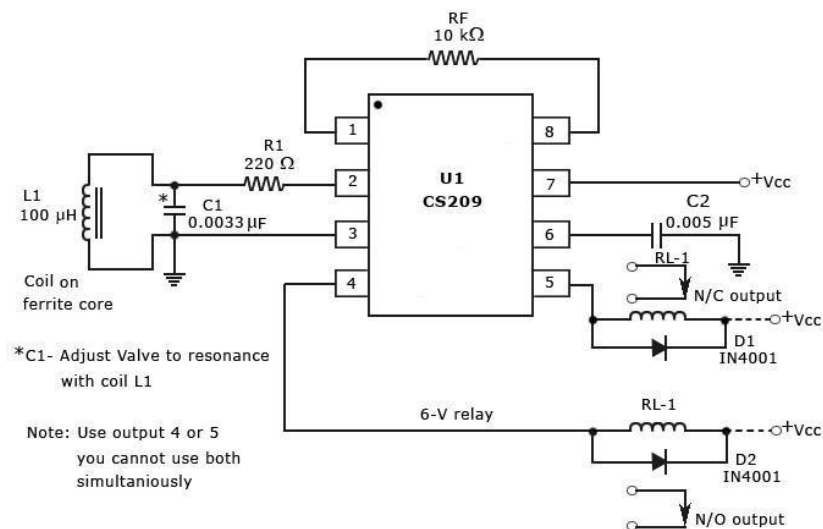 RF
10 kΩ
1
8
R1
220 Ω
U1
CS209
2
7
+Vcc
L1
100 µH
*
C1
0.0033 µF
3
6
C2
0.005 µF
4
5
RL-1
N/C output
+Vcc
D1
IN4001
Coil on
ferrite core
*C1- Adjust Valve to resonance
with coil L1
Note: Use output 4 or 5
you cannot use both
simultaniously
6-V relay
RL-1
+Vcc
D2
IN4001
N/O output